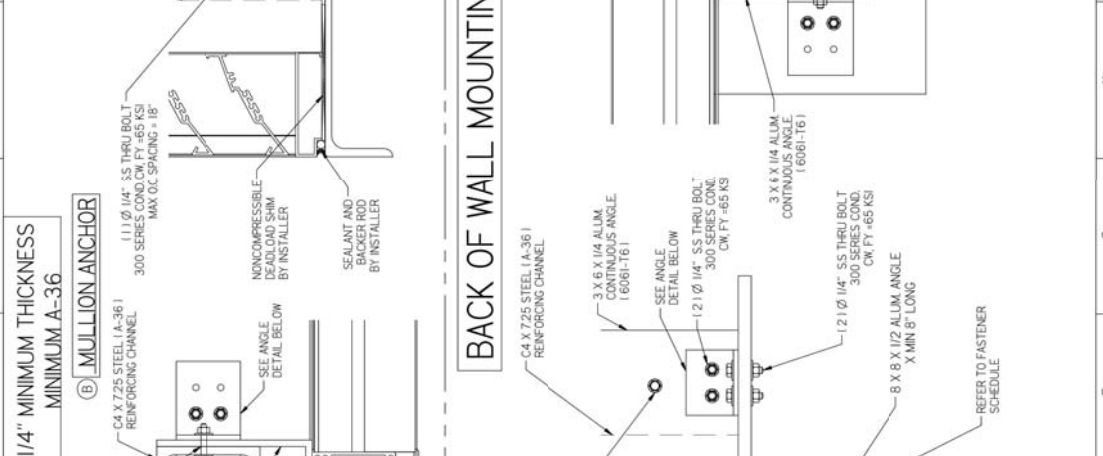 1/4" MINIMUM THICKNESS
MINIMUM A-36
B MULLION ANCHOR
C4 X 7.25 STEEL (A-36)
REINFORCING CHANNEL
(1) Ø 1/4" S.S THRU BOLT
300 SERIES COND.CW, FY =65 KSI
MAX O.C SPACING = 18"
NONCOMPRESSIBLE
DEADLOAD SHIM
BY INSTALLER
SEALANT AND
BACKER ROD
BY INSTALLER
SEE ANGLE
DETAIL BELOW
BACK OF WALL MOUNTIN
C4 X 7.25 STEEL (A-36)
REINFORCING CHANNEL
3 X 6 X 1/4 ALUM.
CONTINUOUS ANGLE
(6061-T6)
SEE ANGLE
DETAIL BELOW
(2) Ø 1/4" S.S THRU BOLT
300 SERIES COND.
CW, FY =65 KSI
3 X 6 X 1/4 ALUM.
CONTINUOUS ANGLE.
(6061-T6)
(2) Ø 1/4" S.S THRU BOLT
300 SERIES COND.
CW, FY =65 KSI
8 X 8 X 1/2 ALUM. ANGLE
X MIN 8" LONG
REFER TO FASTENER
SCHEDULE